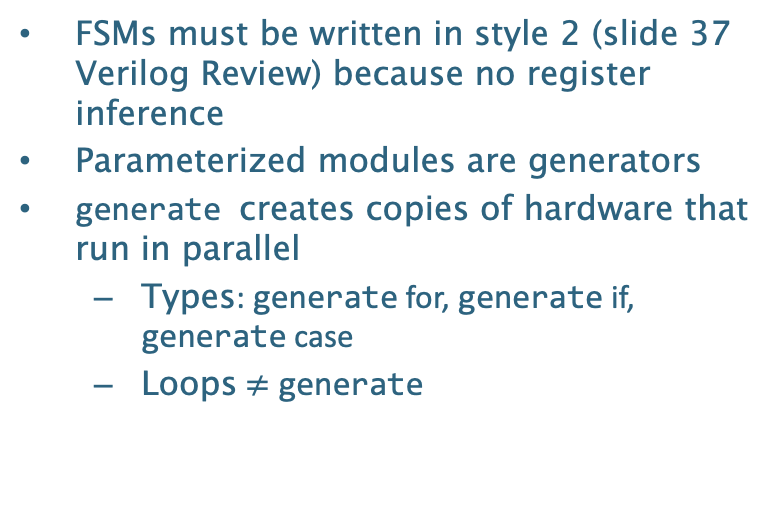 • FSMs must be written in style 2 (slide 37
Verilog Review) because no register
inference
• Parameterized modules are generators
• generate creates copies of hardware that
run in parallel
– Types: generate for, generate if,
generate case
– Loops ≠ generate